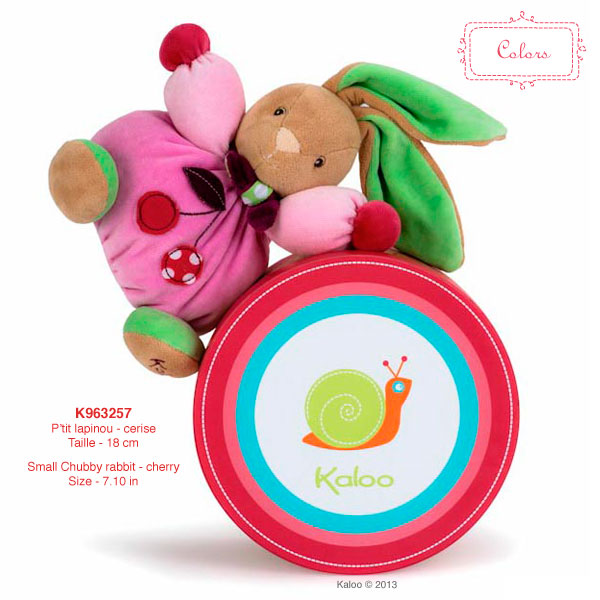 Colors
K963257
P'tit lapinou - cerise
Taille - 18 cm
Small Chubby rabbit - cherry
Size - 7.10 in
Kaloo
Kaloo © 2013